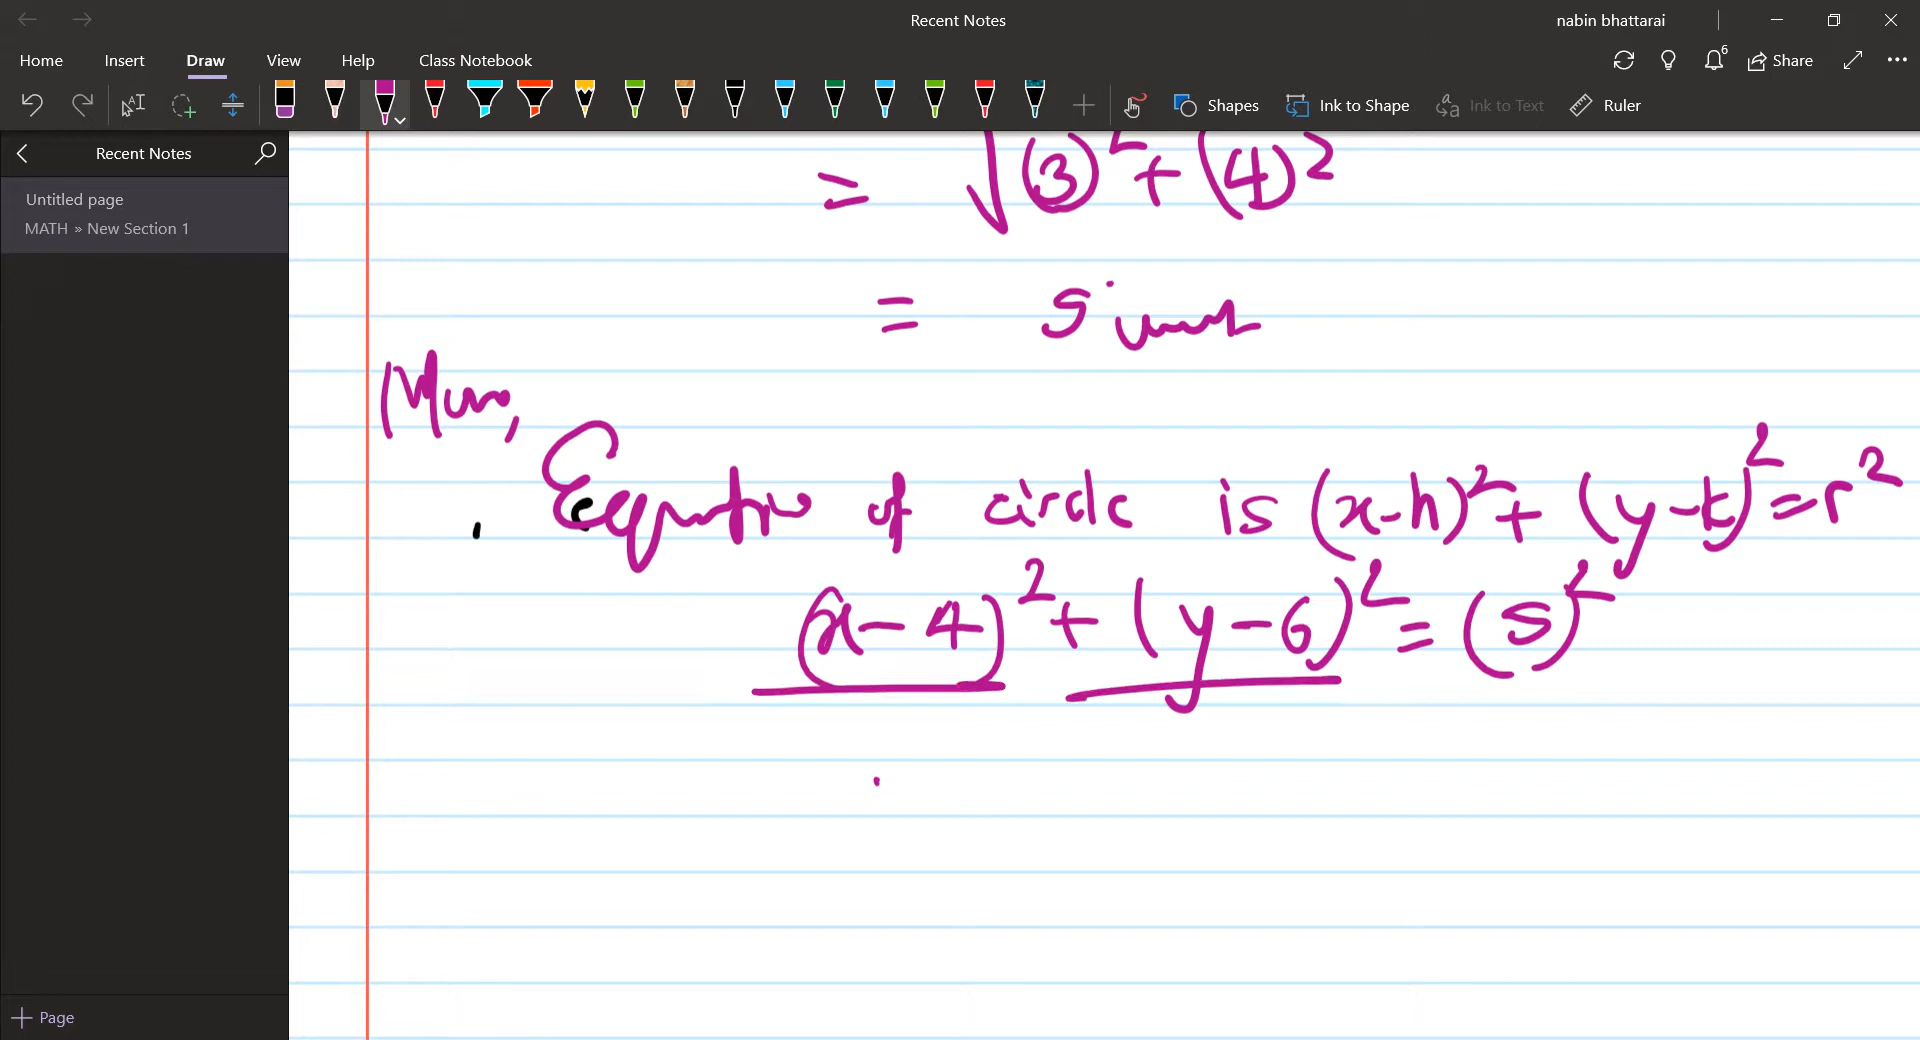 Recent Notes
nabin bhattarai
Home Insert Draw View Help Class Notebook
Share
Shapes Ink to Shape Ink to Text Ruler
Recent Notes
Untitled page
MATH » New Section 1
= √(3)² + (4)²
= 5
Equation of circle is (x-h)² + (y-k)² = r²
(x-4)² + (y-6)² = (5)²
Page